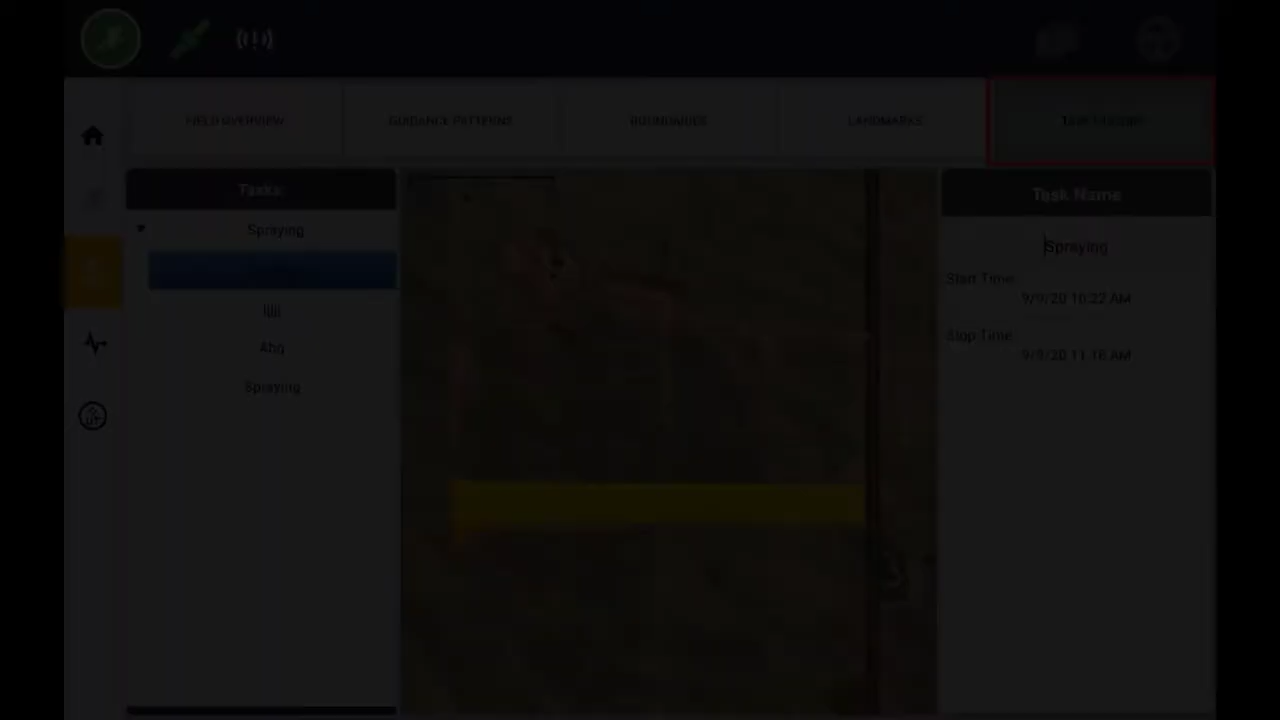 FIELD OVERVIEW
GUIDANCE PATTERNS
BOUNDARIES
LANDMARKS
Tasks
Spraying
Abg
Spraying
Task Name
Spraying
Start Time
9/9/20 10:22 AM
Stop Time
9/9/20 11:16 AM